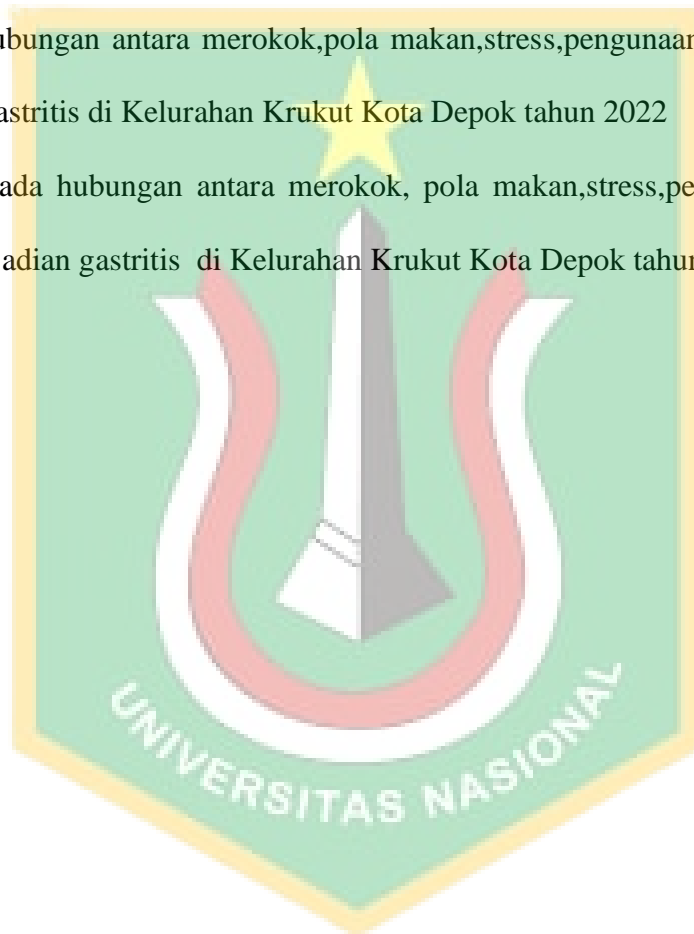 ubungan antara merokok,pola makan,stress,pengunaan
astritis di Kelurahan Krukut Kota Depok tahun 2022
ada hubungan antara merokok, pola makan,stress,pe
adian gastritis di Kelurahan Krukut Kota Depok tahu
UNIVERSITAS NASIONAL